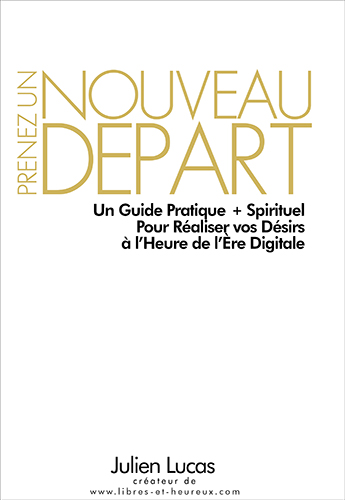 PRENEZ UN
NOUVEAU
DEPART
Un Guide Pratique + Spirituel
Pour Réaliser vos Désirs
à l'Heure de l'Ère Digitale
Julien Lucas
créateur de
www.libres-et-heureux.com